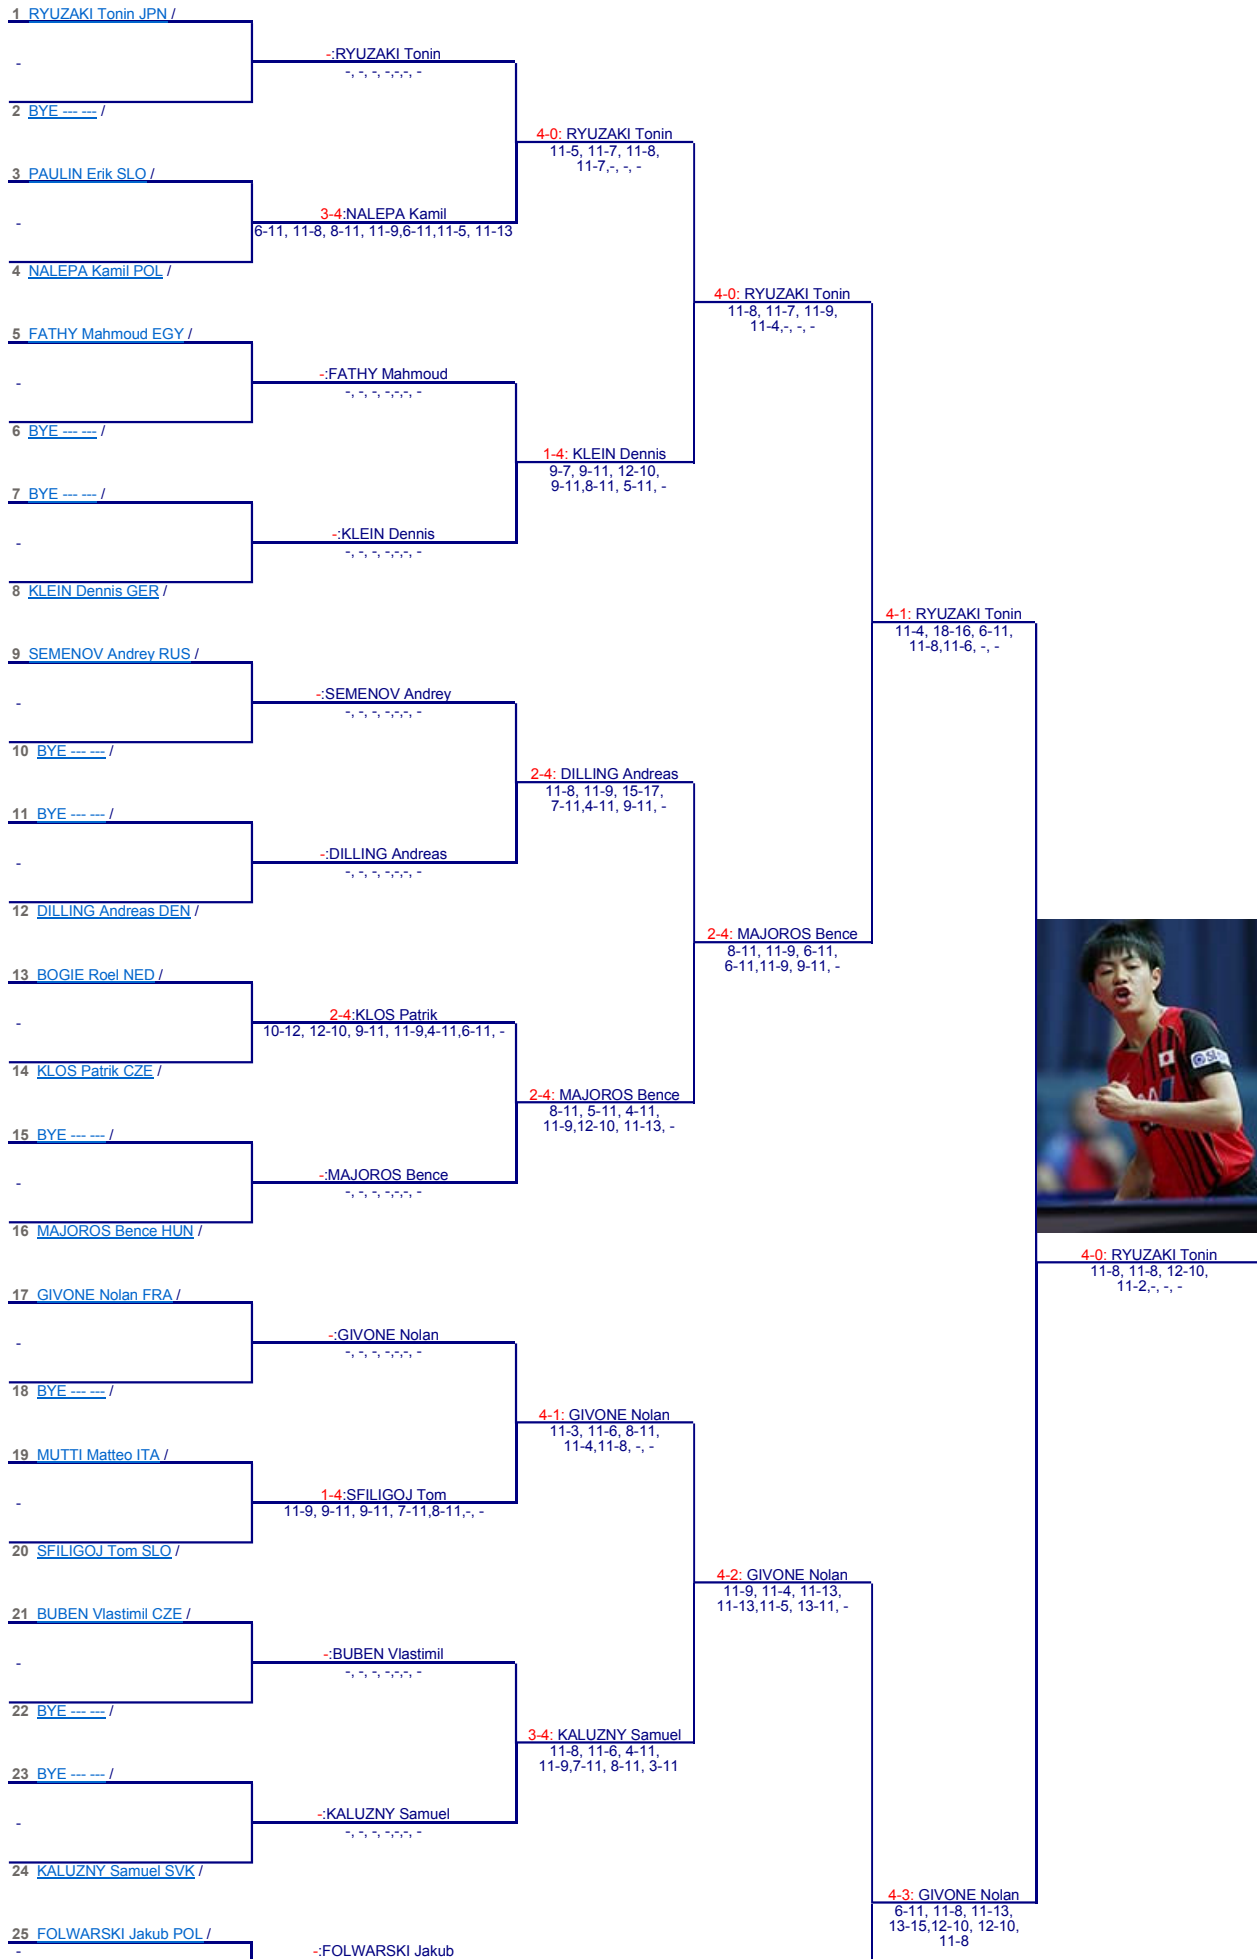 1 RYUZAKI Tonin JPN /
-:RYUZAKI Tonin
-
-, -, -, -,-,-, -
2 BYE --- --- /
4-0: RYUZAKI Tonin
11-5, 11-7, 11-8,
11-7,-, -, -
3 PAULIN Erik SLO /
3-4:NALEPA Kamil
-
6-11, 11-8, 8-11, 11-9,6-11,11-5, 11-13
4 NALEPA Kamil POL /
4-0: RYUZAKI Tonin
11-8, 11-7, 11-9,
11-4,-, -, -
5 FATHY Mahmoud EGY /
-:FATHY Mahmoud
-
-, -, -, -,-,-, -
6 BYE --- --- /
1-4: KLEIN Dennis
9-7, 9-11, 12-10,
9-11,8-11, 5-11, -
7 BYE --- --- /
-:KLEIN Dennis
-
-, -, -, -,-,-, -
8 KLEIN Dennis GER /
4-1: RYUZAKI Tonin
11-4, 18-16, 6-11,
11-8,11-6, -, -
9 SEMENOV Andrey RUS /
-:SEMENOV Andrey
-
-, -, -, -,-,-, -
10 BYE --- --- /
2-4: DILLING Andreas
11-8, 11-9, 15-17,
7-11,4-11, 9-11, -
11 BYE --- --- /
-:DILLING Andreas
-
-, -, -, -,-,-, -
12 DILLING Andreas DEN /
2-4: MAJOROS Bence
8-11, 11-9, 6-11,
6-11,11-9, 9-11, -
13 BOGIE Roel NED /
2-4:KLOS Patrik
-
10-12, 12-10, 9-11, 11-9,4-11,6-11, -
14 KLOS Patrik CZE /
2-4: MAJOROS Bence
8-11, 5-11, 4-11,
11-9,12-10, 11-13, -
15 BYE --- --- /
-:MAJOROS Bence
-
-, -, -, -,-,-, -
16 MAJOROS Bence HUN /
4-0: RYUZAKI Tonin
11-8, 11-8, 12-10,
11-2,-, -, -
17 GIVONE Nolan FRA /
-:GIVONE Nolan
-
-, -, -, -,-,-, -
18 BYE --- --- /
4-1: GIVONE Nolan
11-3, 11-6, 8-11,
11-4,11-8, -, -
19 MUTTI Matteo ITA /
1-4:SFILIGOJ Tom
-
11-9, 9-11, 9-11, 7-11,8-11,-, -
20 SFILIGOJ Tom SLO /
4-2: GIVONE Nolan
11-9, 11-4, 11-13,
11-13,11-5, 13-11, -
21 BUBEN Vlastimil CZE /
-:BUBEN Vlastimil
-
-, -, -, -,-,-, -
22 BYE --- --- /
3-4: KALUZNY Samuel
11-8, 11-6, 4-11,
11-9,7-11, 8-11, 3-11
23 BYE --- --- /
-:KALUZNY Samuel
-
-, -, -, -,-,-, -
24 KALUZNY Samuel SVK /
4-3: GIVONE Nolan
6-11, 11-8, 11-13,
13-15,12-10, 12-10,
11-8
25 FOLWARSKI Jakub POL /
-
-:FOLWARSKI Jakub